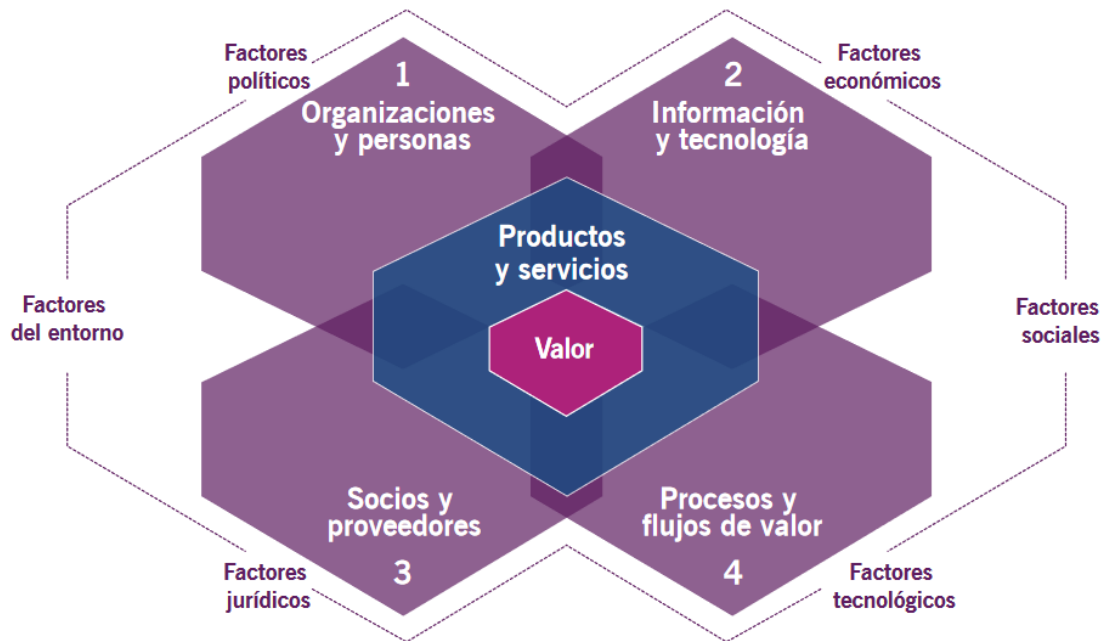 Factores
políticos
1
Organizaciones
y personas
2
Información
y tecnología
Factores
económicos
Productos
y servicios
Valor
Factores
del entorno
Factores
sociales
Socios y
proveedores
3
Procesos y
flujos de valor
4
Factores
jurídicos
Factores
tecnológicos